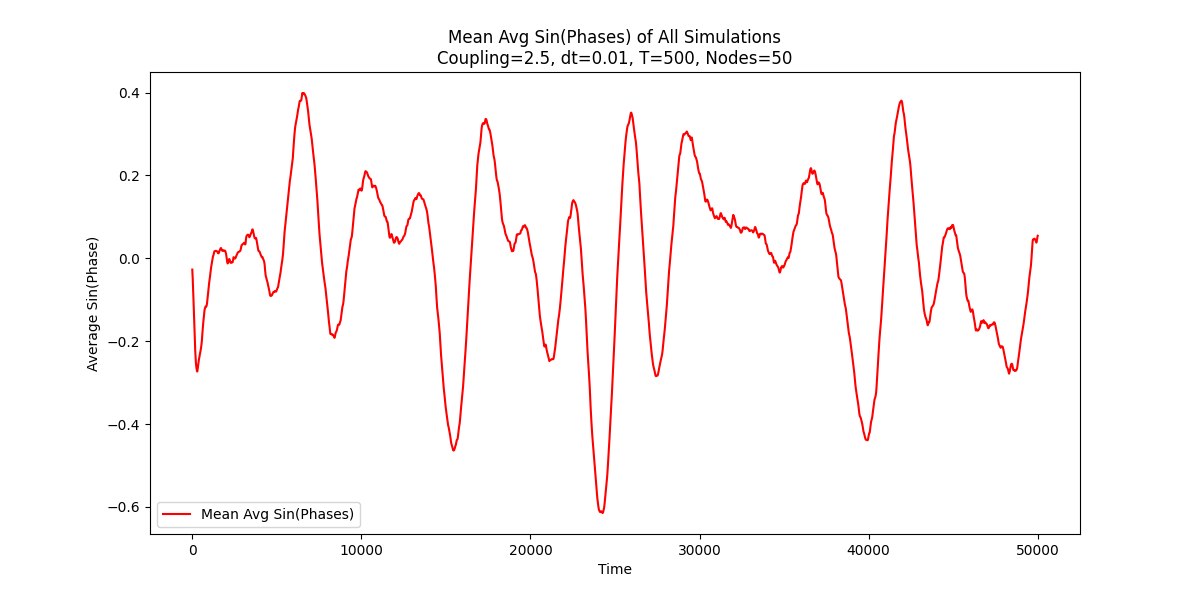 Mean Avg Sin(Phases) of All Simulations
Coupling=2.5, dt=0.01, T=500, Nodes=50
Average Sin(Phase)
0.4
0.2
0.0
−0.2
−0.4
−0.6
Mean Avg Sin(Phases)
0 10000 20000 30000 40000 50000
Time